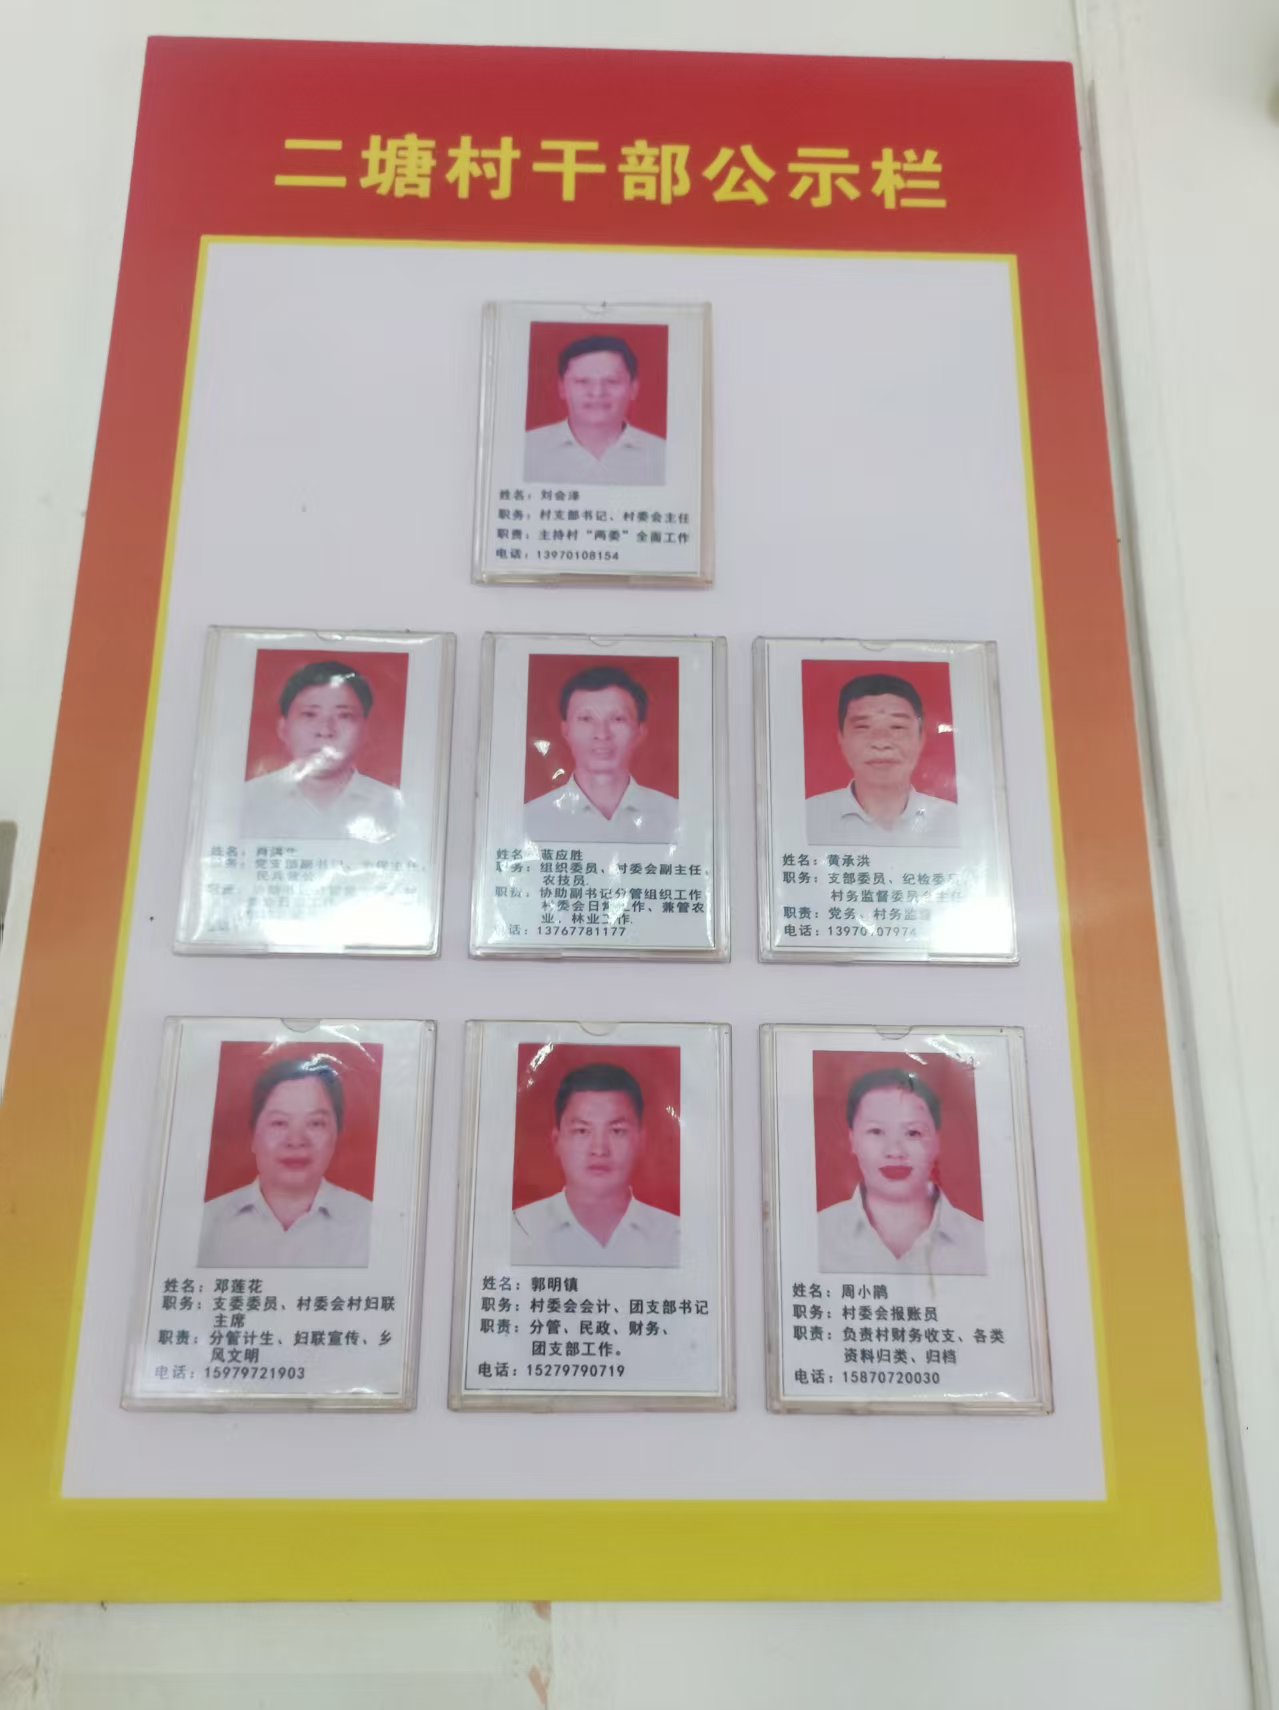 二塘村干部公示栏
姓名：刘会泽
职务：村支部书记、村委会主任
职责：主持村“两委”全面工作
电话：13970108154
党支部副书记、
姓名：蓝应胜
职务：组织委员、村委会副主任、
农技员.
职责：协助副书记分管组织工作
村委会日常工作、兼管农
业，林业工作.
电话：13767781177
姓名：黄承洪
职务：支部委员、纪检委员、
村务监督委员会主任
职责：党务、村务监督
电话：
姓名：邓莲花
职务：支委委员、村委会村妇联
主席
职责：分管计生、妇联宣传、乡
风文明
电话：15979721903
姓名：郭明镇
职务：村委会会计、团支部书记
职责：分管、民政、财务、
团支部工作。
电话：15279790719
姓名：周小鹃
职务：村委会报账员
职责：负责村财务收支、各类
资料归类、归档
电话：15870720030